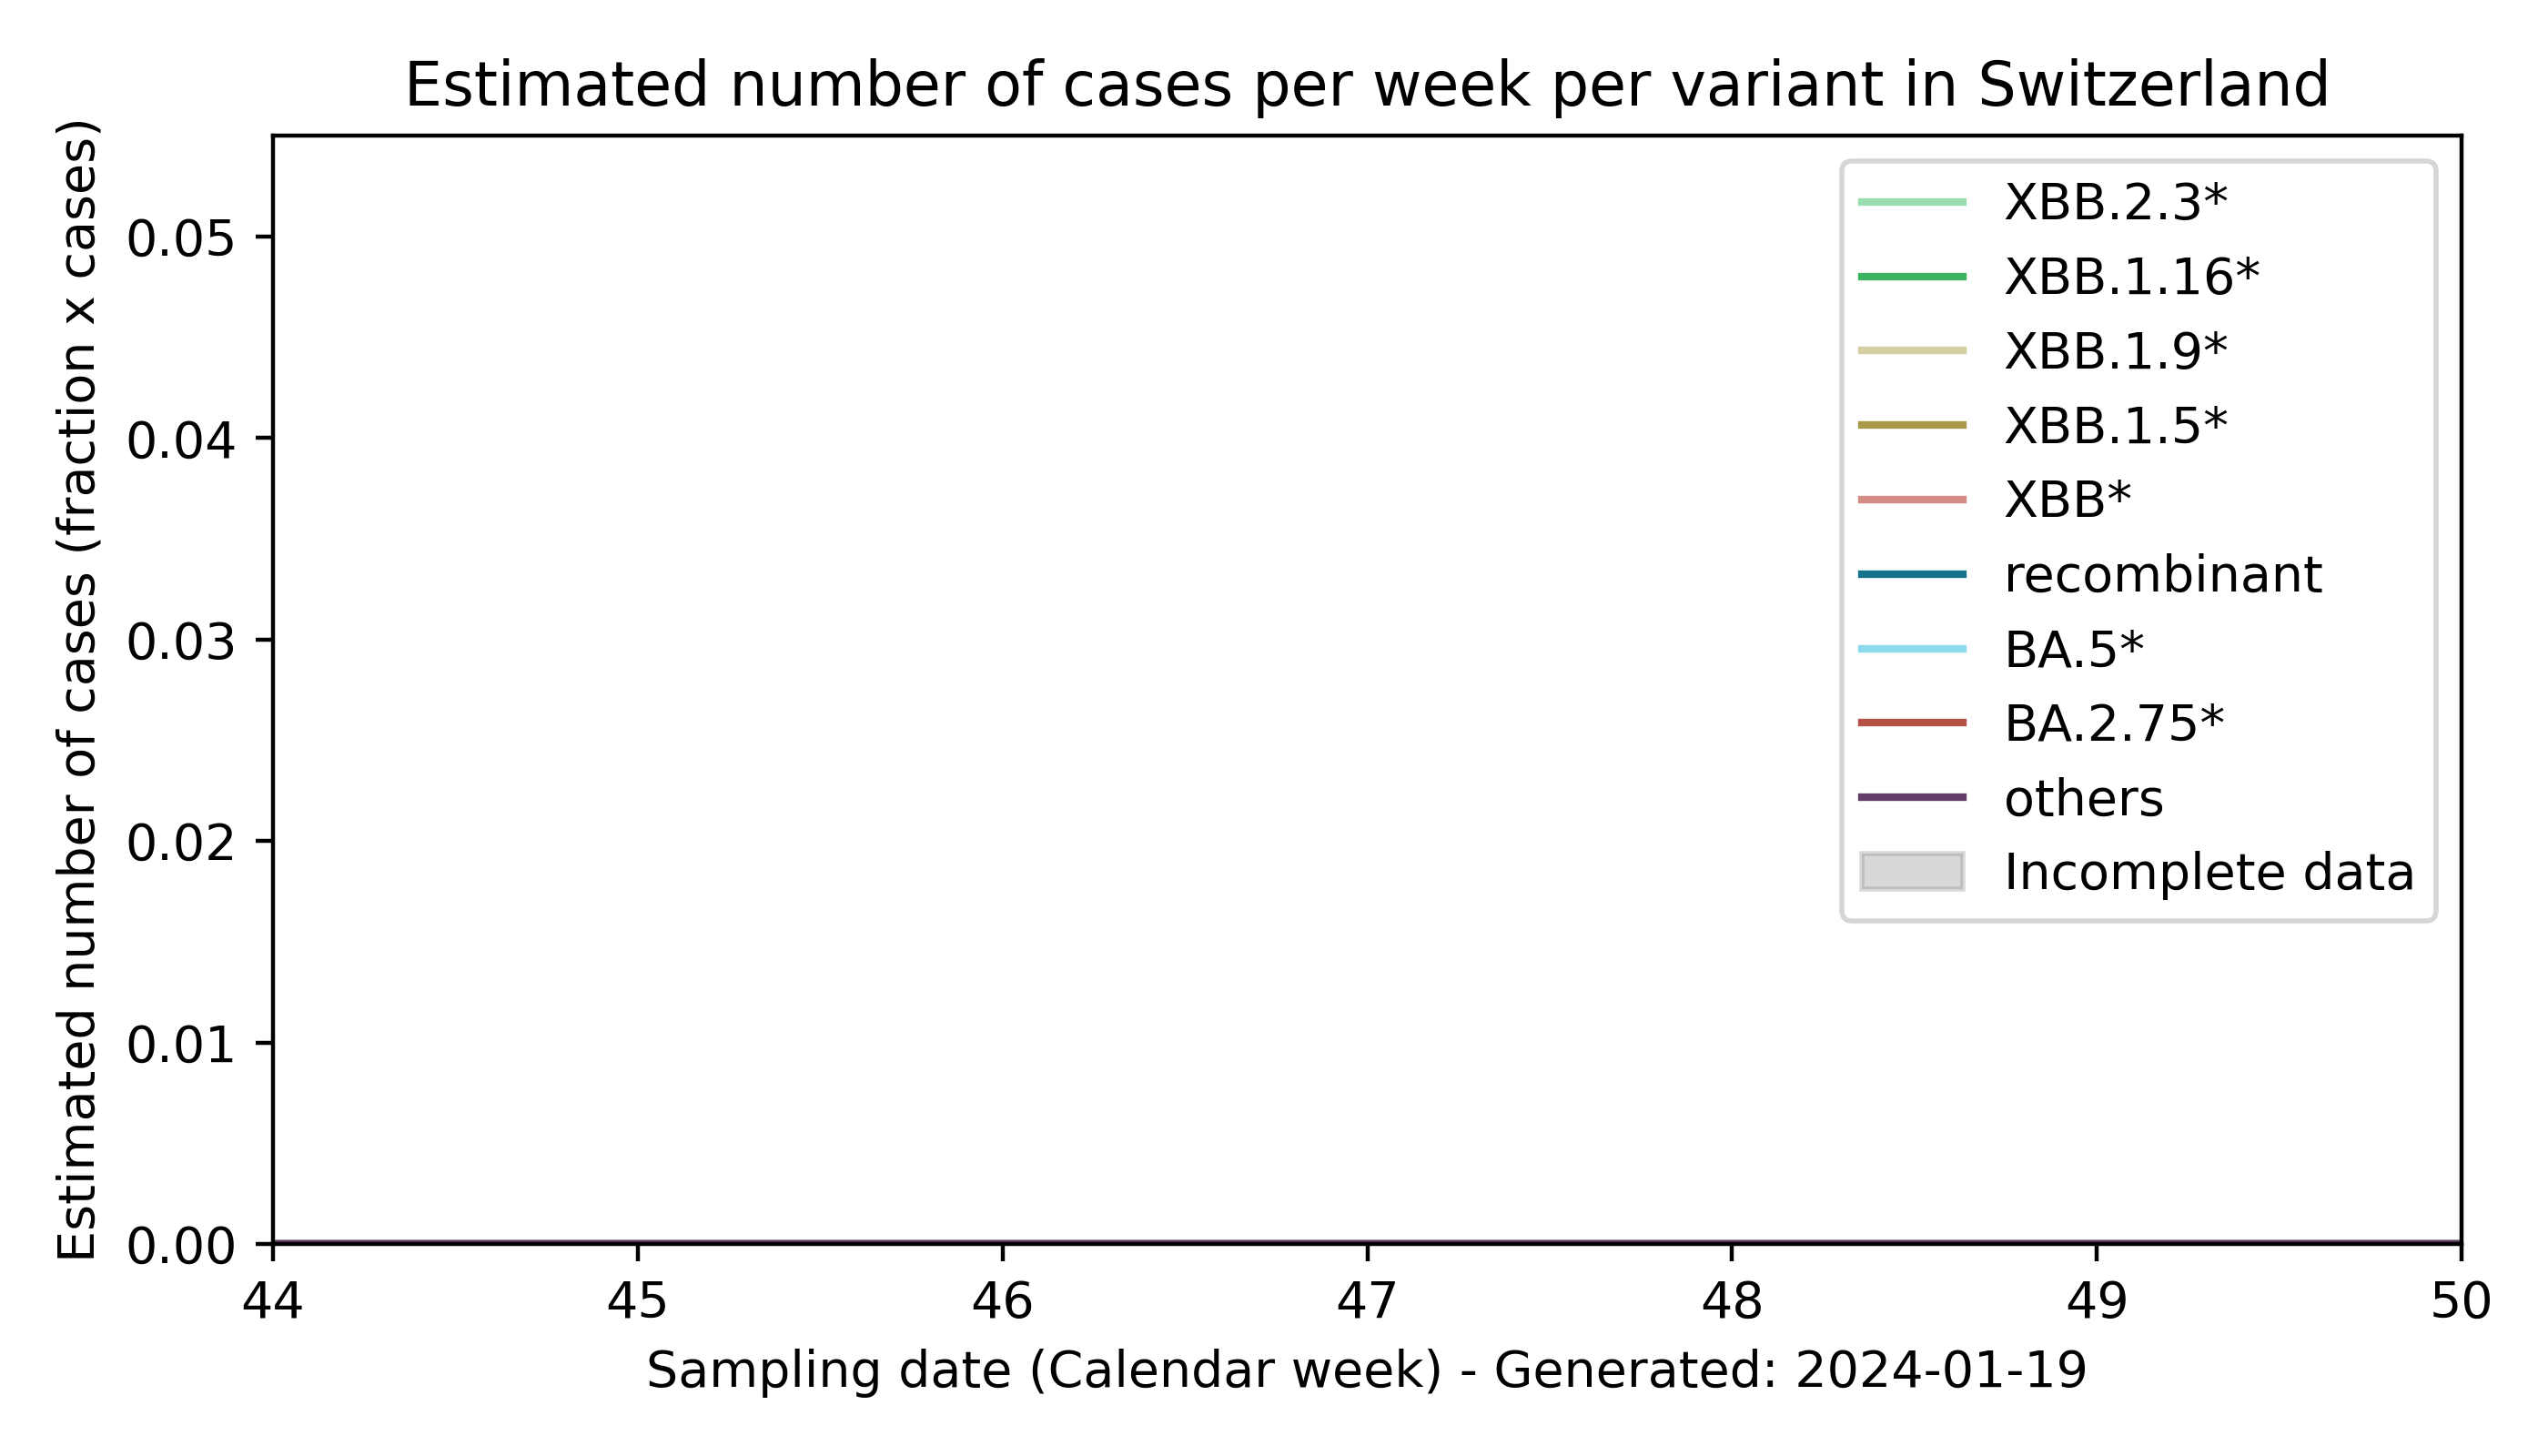 Estimated number of cases per week per variant in Switzerland
Estimated number of cases (fraction x cases)
0.05
0.04
0.03
0.02
0.01
0.00
XBB.2.3*
XBB.1.16*
XBB.1.9*
XBB.1.5*
XBB*
recombinant
BA.5*
BA.2.75*
others
Incomplete data
44 45 46 47 48 49 50
Sampling date (Calendar week) - Generated: 2024-01-19